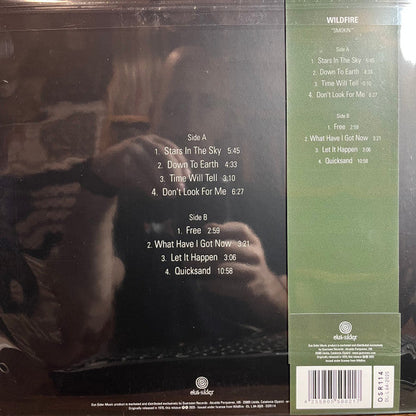 Side A
1. Stars In The Sky 5:45
2. Down To Earth 4:33
3. Time Will Tell 3:10
4. Don't Look For Me 6:27
Side B
1. Free 2:59
2. What Have I Got Now 3:21
3. Let It Happen 3:06
4. Quicksand 10:58
WILDFIRE
"SMOKIN'"
Side A
1. Stars In The Sky 5:45
2. Down To Earth 4:33
3. Time Will Tell 3:10
4. Don't Look For Me 6:27
Side B
1. Free 2:59
2. What Have I Got Now 3:21
3. Let It Happen 3:06
4. Quicksand 10:58
OSR114